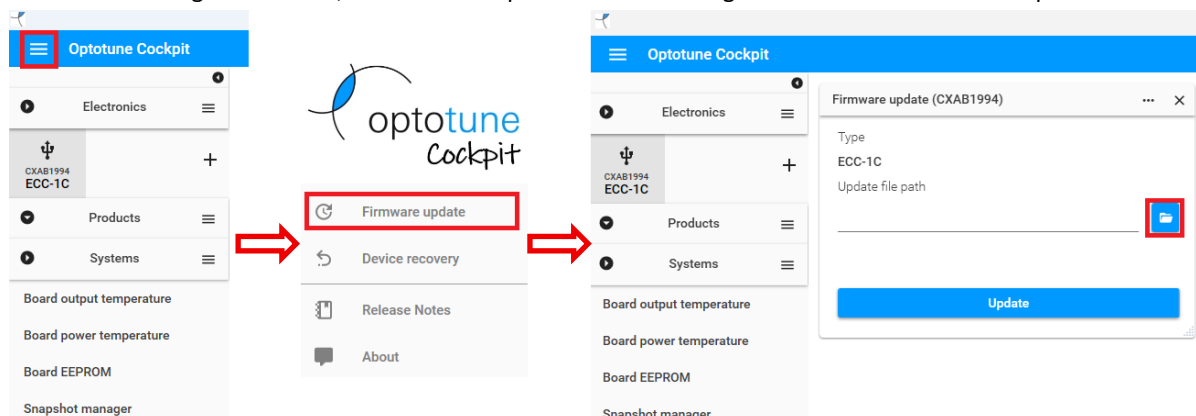 Optotune Cockpit
Electronics
CXAB1994
ECC-1C
+
Products
Systems
Board output temperature
Board power temperature
Board EEPROM
Snapshot manager
optotune
Cockpit
Firmware update
Device recovery
Release Notes
About
Optotune Cockpit
Electronics
CXAB1994
ECC-1C
+
Products
Systems
Board output temperature
Board power temperature
Board EEPROM
Snapshot manager
Firmware update (CXAB1994)
Type
ECC-1C
Update file path
Update